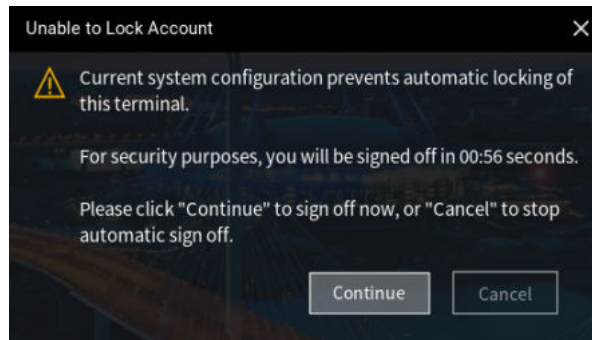 Unable to Lock Account
Current system configuration prevents automatic locking of
this terminal.
For security purposes, you will be signed off in 00:56 seconds.
Please click "Continue" to sign off now, or "Cancel" to stop
automatic sign off.
Continue Cancel